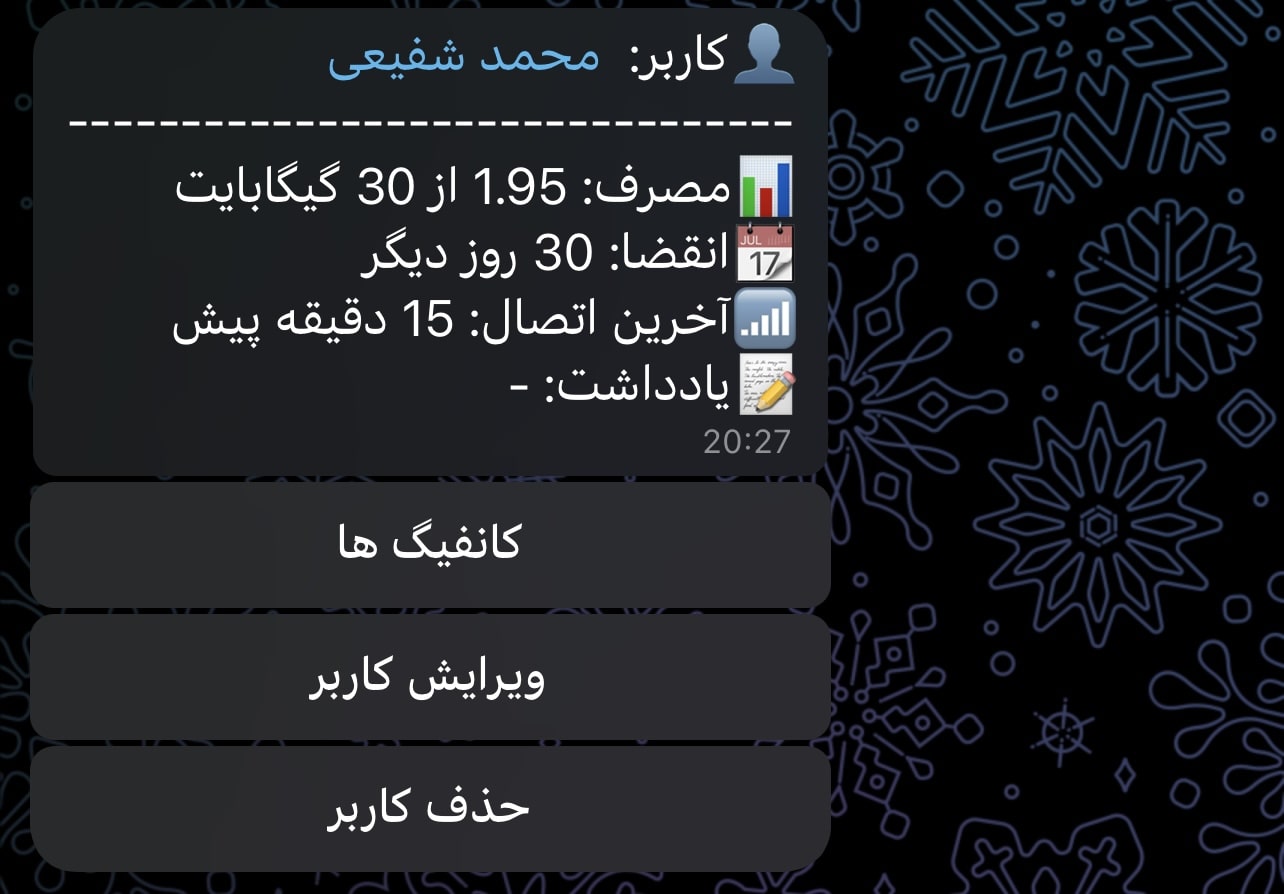 👤کاربر: محمد شفیعی
--------------------------------
📊مصرف: 1.95 از 30 گیگابایت
📅انقضا: 30 روز دیگر
📶آخرین اتصال: 15 دقیقه پیش
📝یادداشت: -
20:27
کانفیگ ها
ویرایش کاربر
حذف کاربر